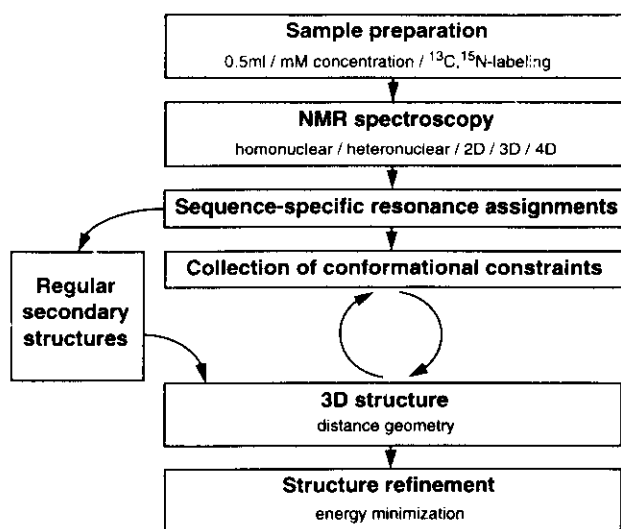 Sample preparation
0.5ml / mM concentration / ¹³C,¹⁵N-labeling
NMR spectroscopy
homonuclear / heteronuclear / 2D / 3D / 4D
Sequence-specific resonance assignments
Collection of conformational constraints
Regular
secondary
structures
3D structure
distance geometry
Structure refinement
energy minimization